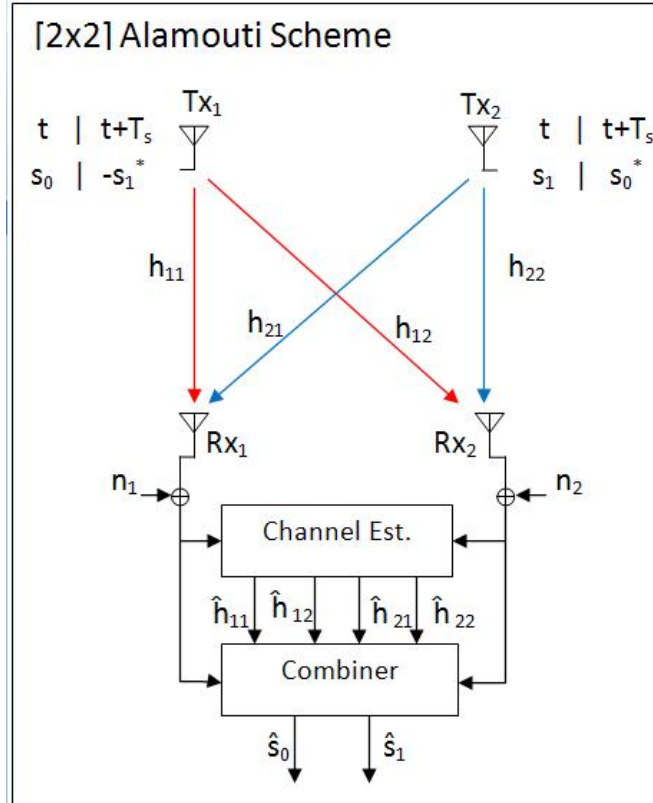 [2x2] Alamouti Scheme
Tx₁
Tx₂
t | t+Tₛ
t | t+Tₛ
s₀ | -s₁*
s₁ | s₀*
h₁₁
h₂₂
h₂₁
h₁₂
Rx₁
Rx₂
n₁
n₂
Channel Est.
ĥ₁₁ ĥ₁₂ ĥ₂₁ ĥ₂₂
Combiner
ŝ₀ ŝ₁